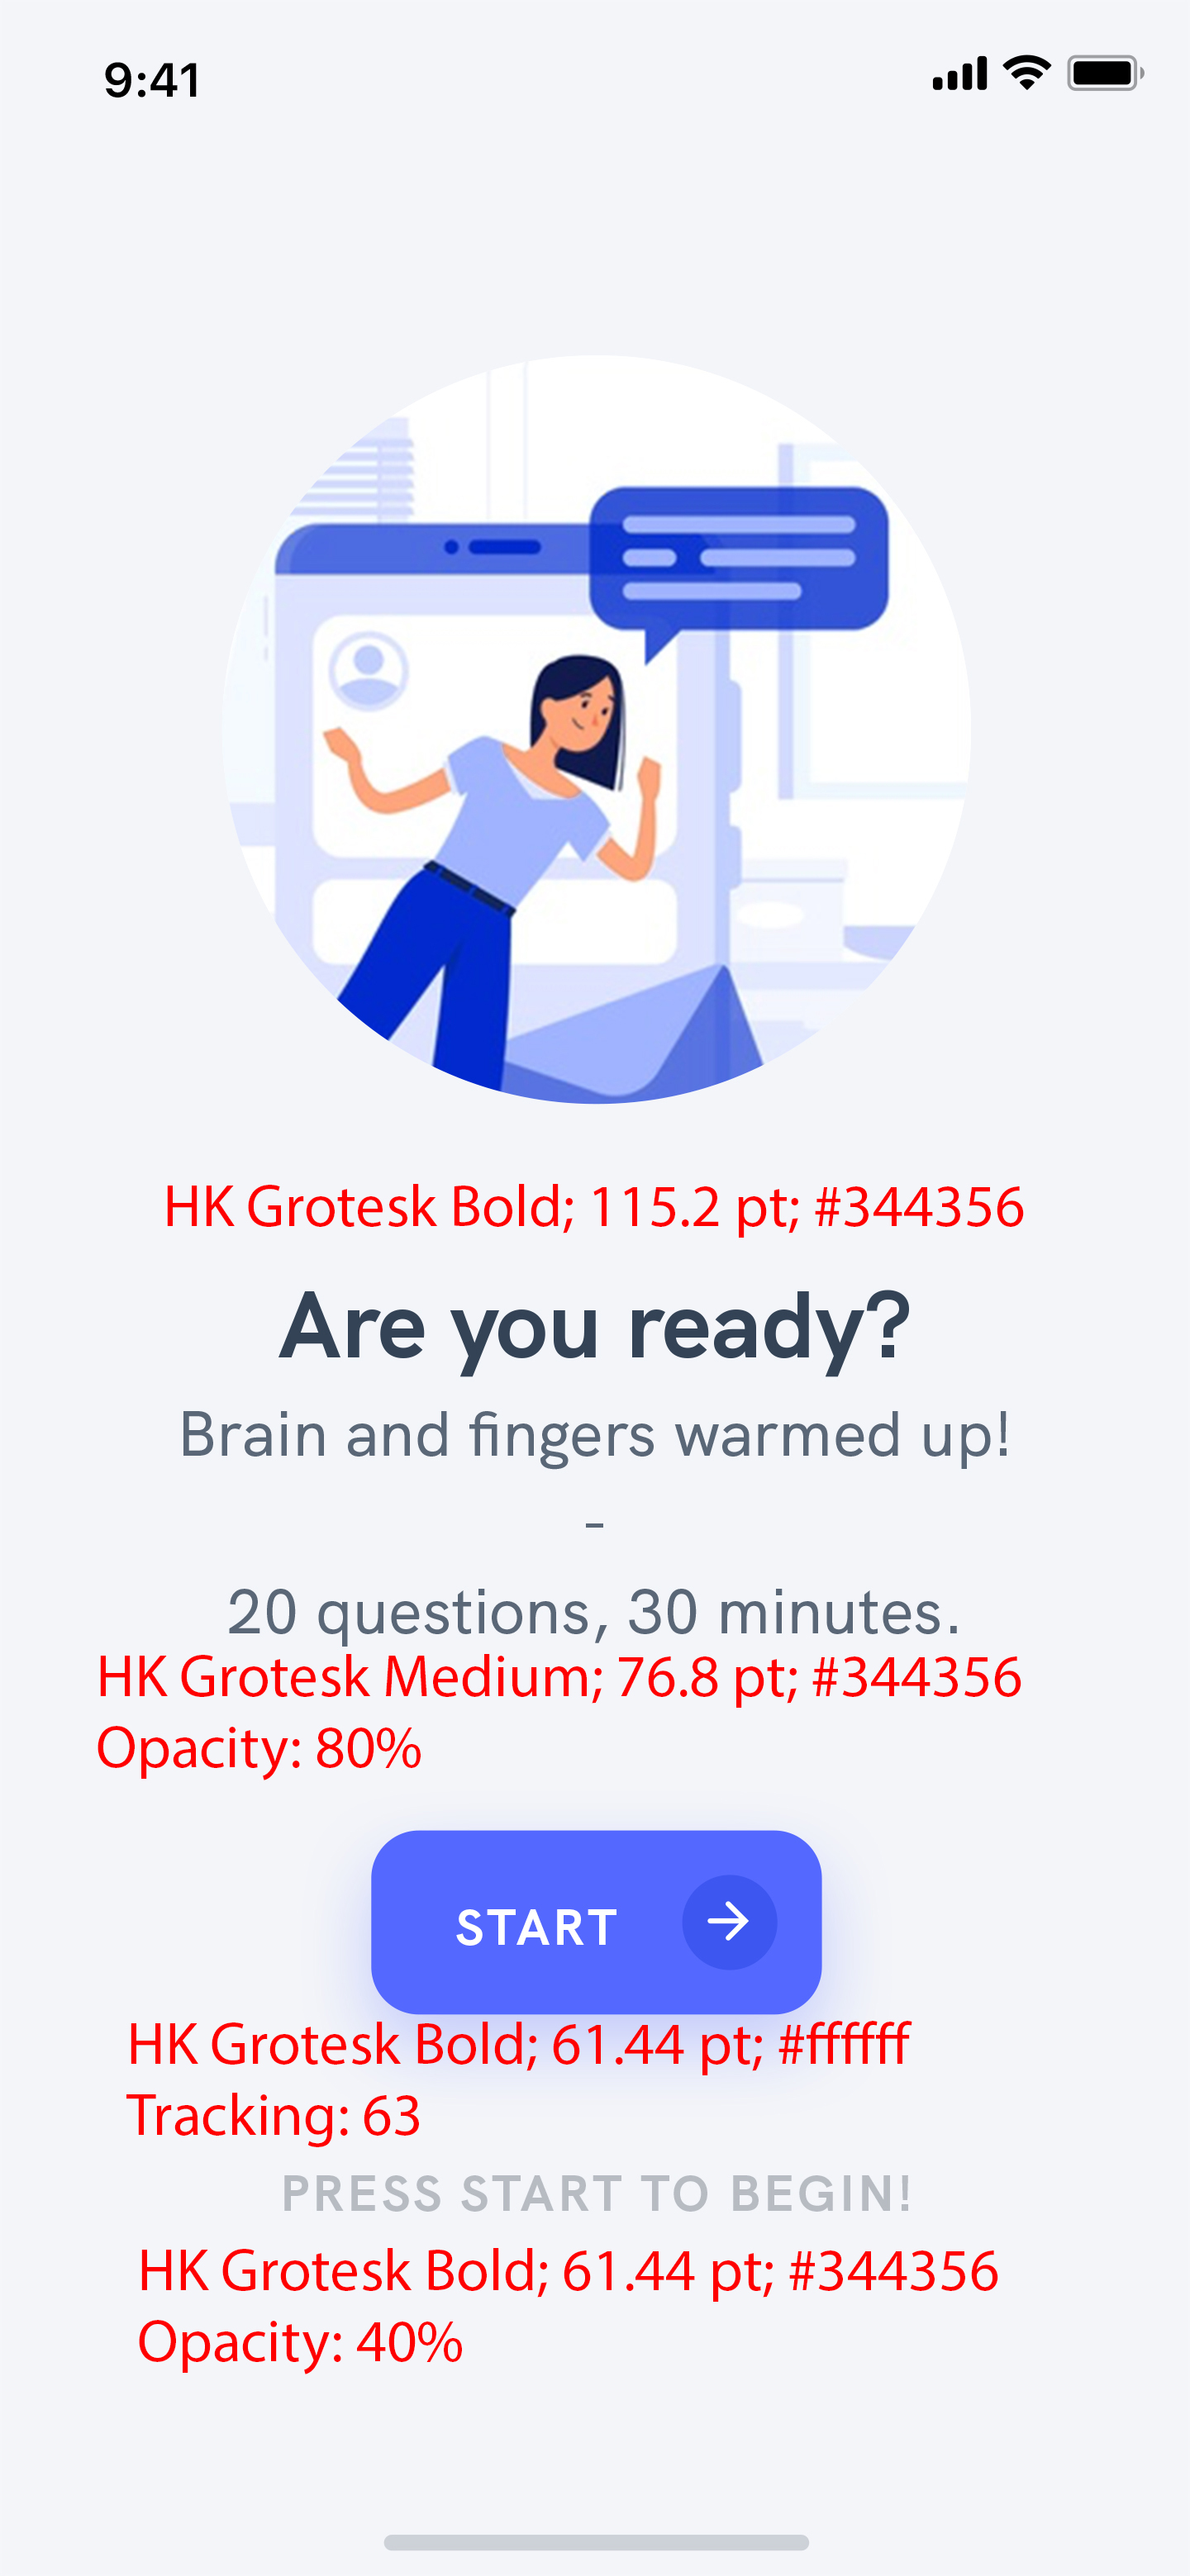 9:41
HK Grotesk Bold; 115.2 pt; #344356
Are you ready?
Brain and fingers warmed up!
-
20 questions, 30 minutes.
HK Grotesk Medium; 76.8 pt; #344356
Opacity: 80%
START
HK Grotesk Bold; 61.44 pt; #ffffff
Tracking: 63
PRESS START TO BEGIN!
HK Grotesk Bold; 61.44 pt; #344356
Opacity: 40%